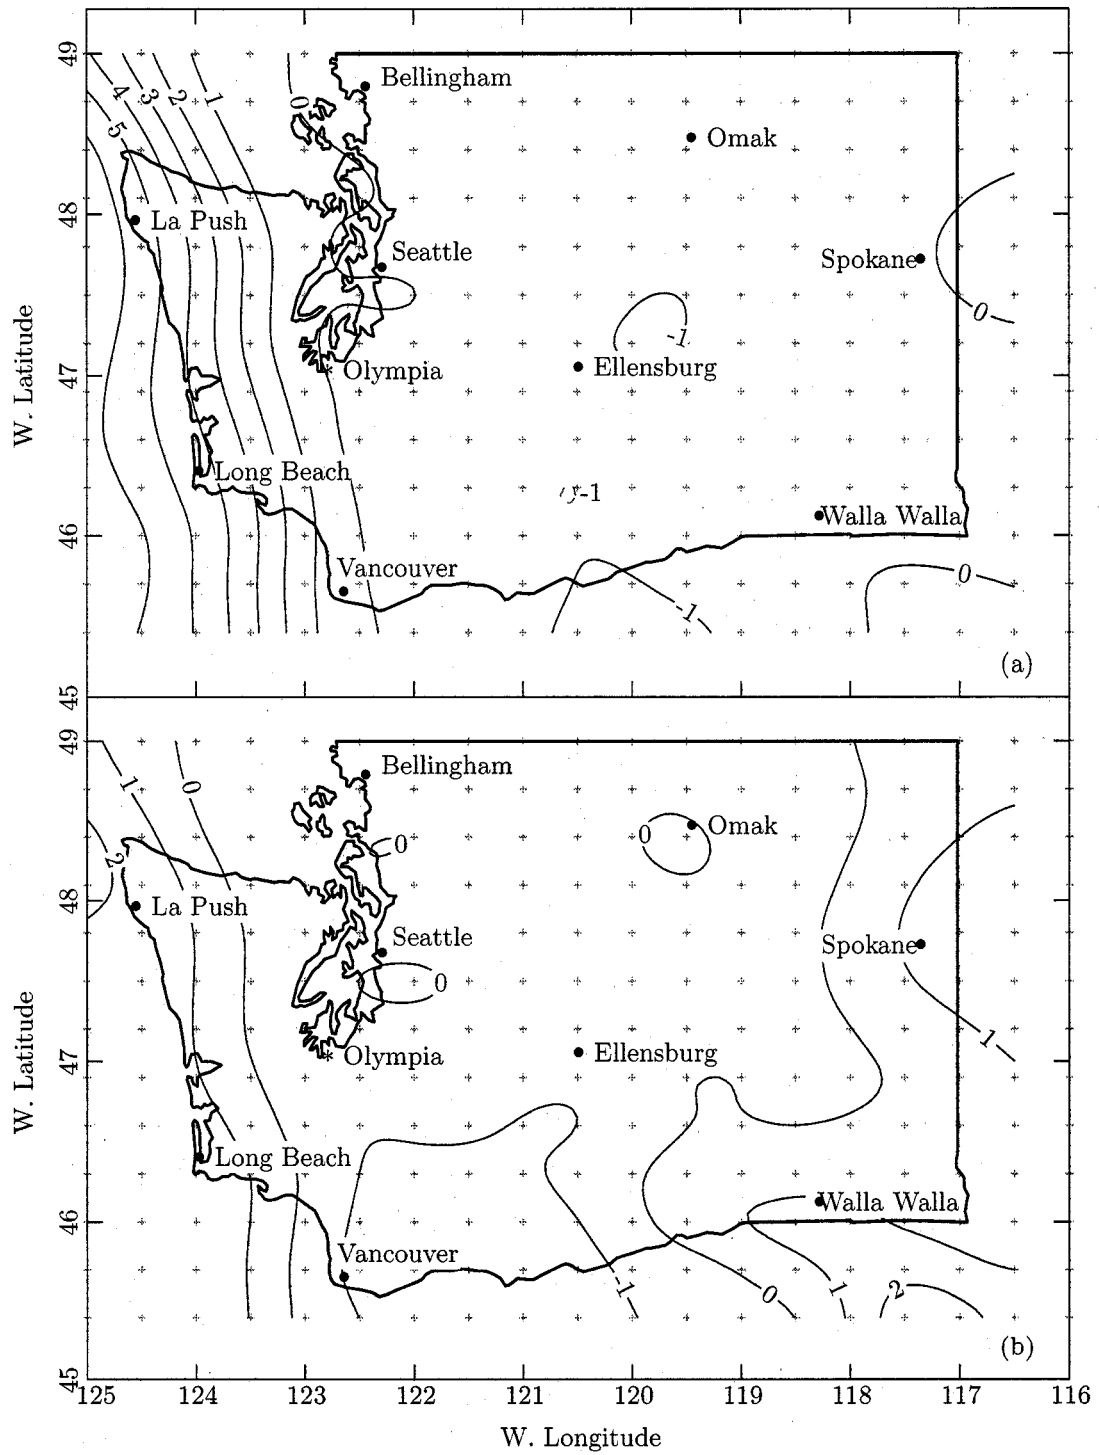 49
4
3
2
1
0
5
Bellingham
Omak
48
La Push
Seattle
Spokane
0
-1
47
* Olympia
Ellensburg
W. Latitude
Long Beach
-1
46
Walla Walla
Vancouver
0
-1
(a)
45
49
1
0
Bellingham
2
0
0
Omak
48
La Push
Seattle
Spokane
0
1
47
* Olympia
Ellensburg
W. Latitude
Long Beach
46
Walla Walla
Vancouver
-1
0
1
2
(b)
45
125 124 123 122 121 120 119 118 117 116
W. Longitude